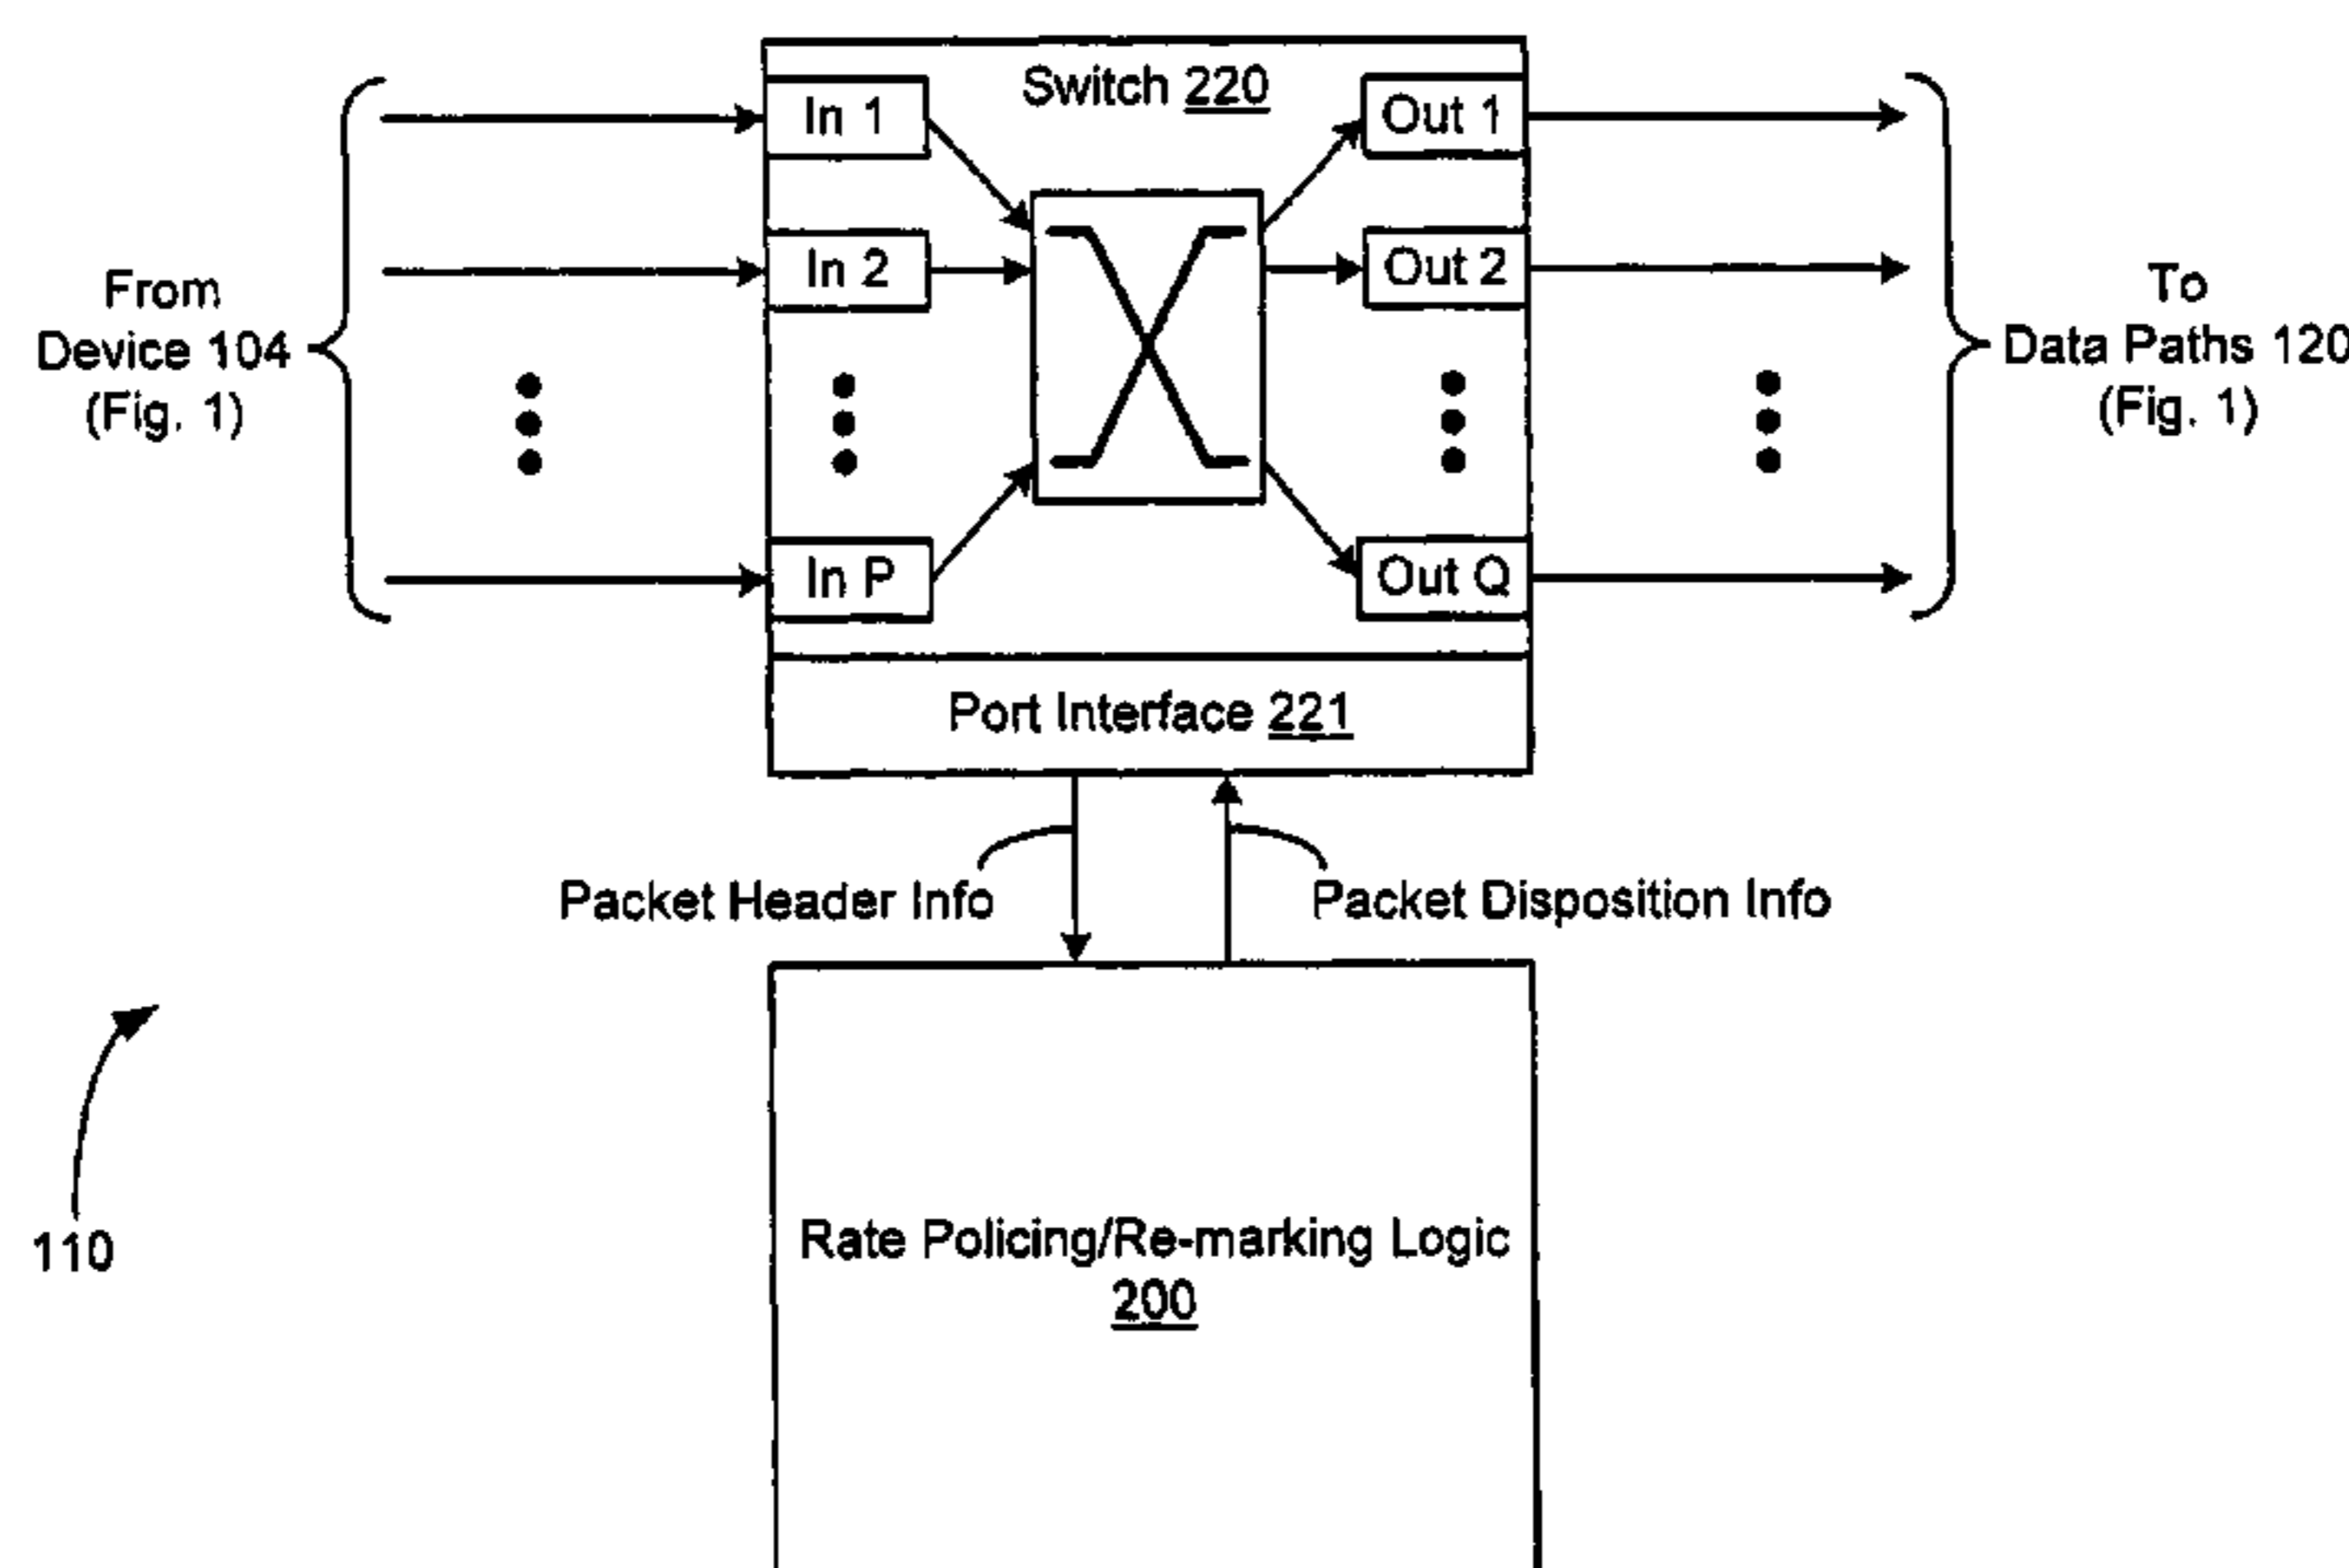 Switch 220
In 1
Out 1
In 2
Out 2
From
Device 104
(Fig. 1)
To
Data Paths 120
(Fig. 1)
In P
Out Q
Port Interface 221
Packet Header Info
Packet Disposition Info
110
Rate Policing/Re-marking Logic
200